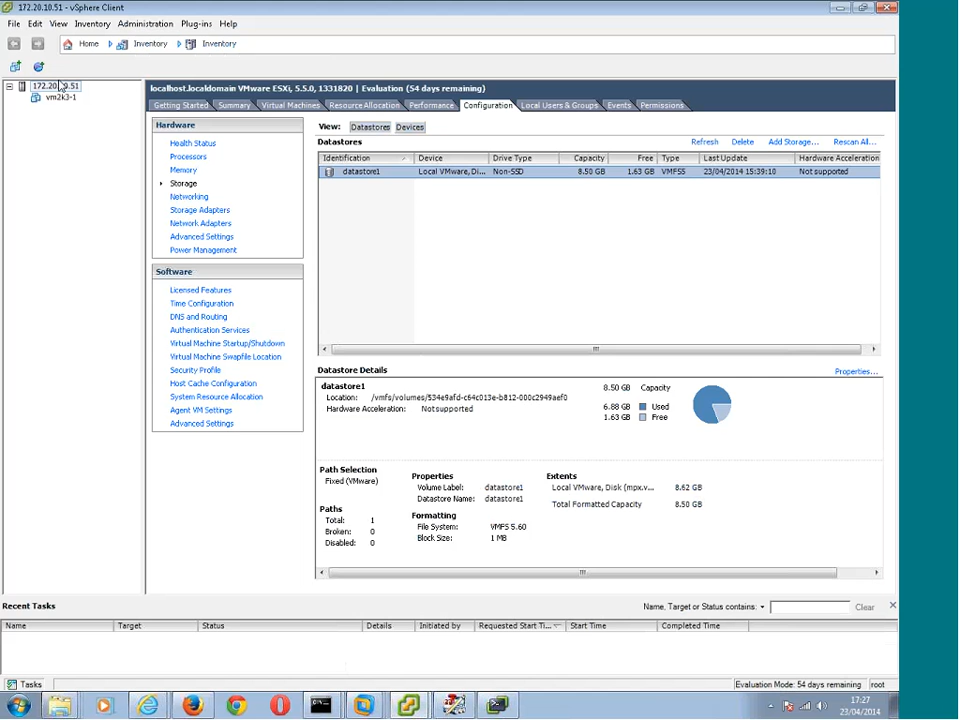 172.20.10.51 - vSphere Client
File Edit View Inventory Administration Plug-ins Help
Home Inventory Inventory
172.20 .51
vm2k3-1
localhost.localdomain VMware ESXi, 5.5.0, 1331820 | Evaluation (54 days remaining)
Getting Started Summary Virtual Machines Resource Allocation Performance Configuration Local Users & Groups Events Permissions
Hardware
Health Status
Processors
Memory
Storage
Networking
Storage Adapters
Network Adapters
Advanced Settings
Power Management
Software
Licensed Features
Time Configuration
DNS and Routing
Authentication Services
Virtual Machine Startup/Shutdown
Virtual Machine Swapfile Location
Security Profile
Host Cache Configuration
System Resource Allocation
Agent VM Settings
Advanced Settings
View: Datastores Devices
Datastores
Refresh Delete Add Storage... Rescan All...
Identification Device Drive Type Capacity Free Type Last Update Hardware Acceleration
datastore1 Local VMware, Di... Non-SSD 8.50 GB 1.63 GB VMFS5 23/04/2014 15:39:10 Not supported
Datastore Details
Properties...
datastore1
Location: /vmfs/volumes/534e9afd-c64c013e-b812-000c2949aef0
Hardware Acceleration: Not supported
8.50 GB Capacity
6.88 GB Used
1.63 GB Free
Path Selection
Fixed (VMware)
Paths
Total: 1
Broken: 0
Disabled: 0
Properties
Volume Label: datastore1
Datastore Name: datastore1
Formatting
File System: VMFS 5.60
Block Size: 1 MB
Extents
Local VMware, Disk (mpx.v... 8.62 GB
Total Formatted Capacity 8.50 GB
Recent Tasks
Name, Target or Status contains: Clear
Name Target Status Details Initiated by Requested Start Ti... Start Time Completed Time
Tasks
Evaluation Mode: 54 days remaining root
17:27
23/04/2014